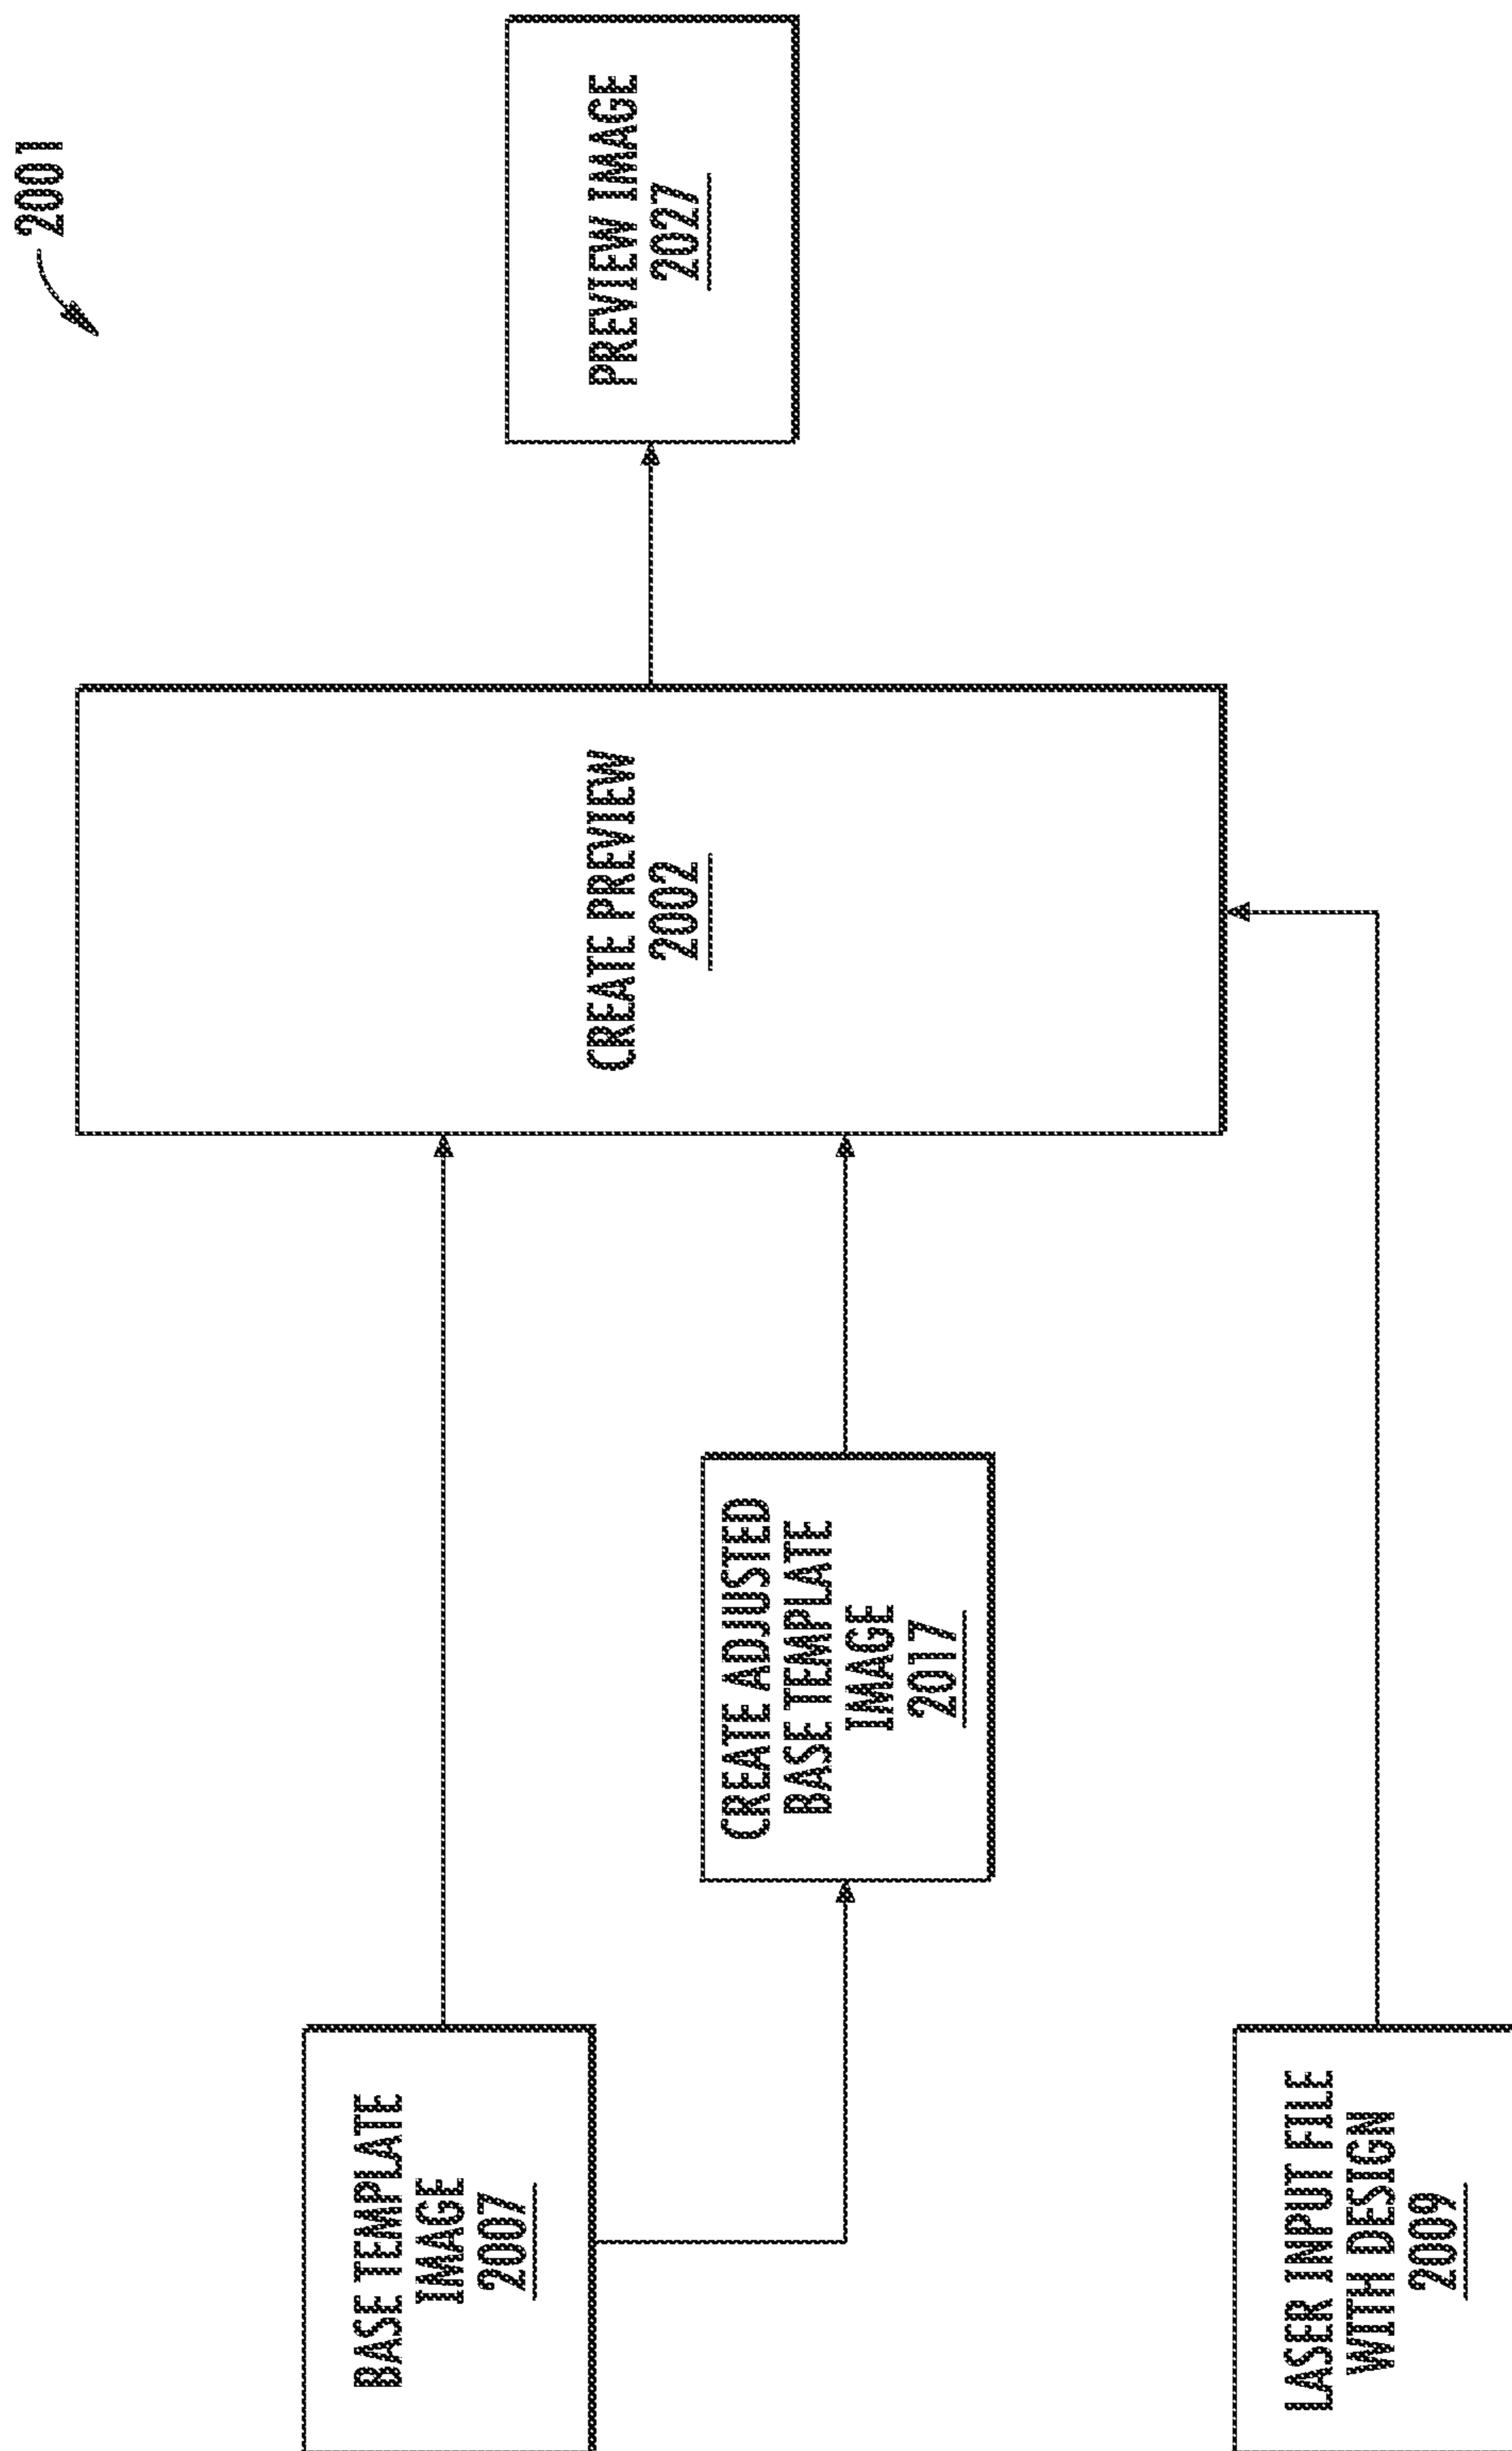 2001
BASE TEMPLATE
IMAGE
2007
CREATE ADJUSTED
BASE TEMPLATE
IMAGE
2017
LASER INPUT FILE
WITH DESIGN
2009
CREATE PREVIEW
2002
PREVIEW IMAGE
2027